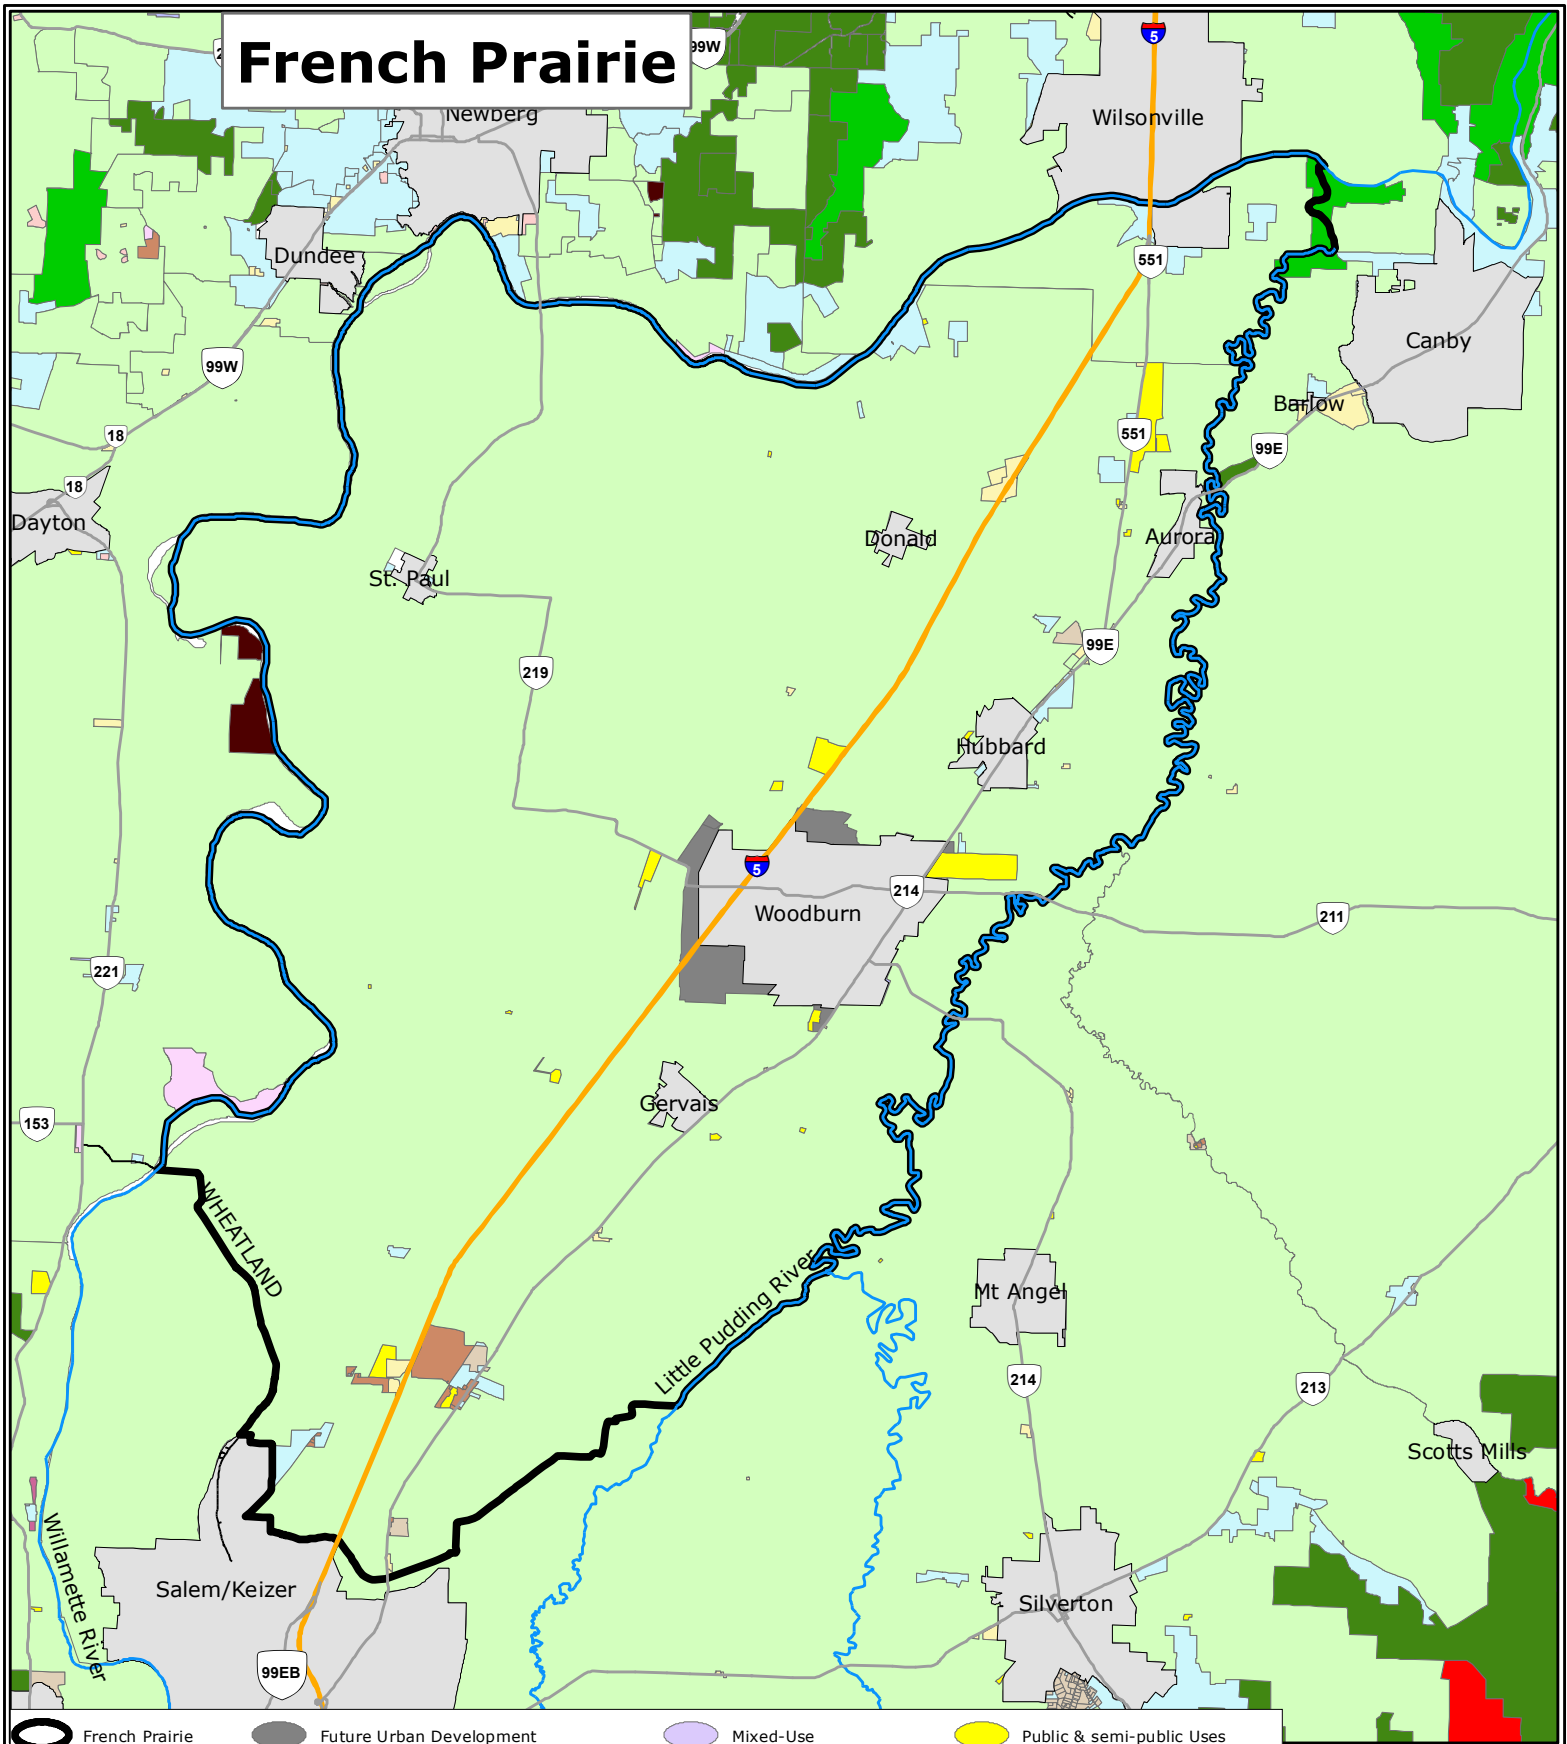 French Prairie
2
99W
5
Newberg
Wilsonville
Dundee
551
99W
Canby
Barlow
18
551
99E
18
Dayton
Donald
Aurora
St. Paul
99E
219
Hubbard
5
214
Woodburn
211
221
Gervais
153
WHEATLAND
Mt Angel
Little Pudding River
214
213
Scotts Mills
Willamette River
Salem/Keizer
Silverton
99EB
French Prairie
Future Urban Development
Mixed-Use
Public & semi-public Uses